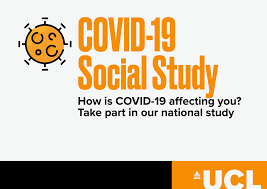 COVID-19
Social Study
How is COVID-19 affecting you?
Take part in our national study
UCL